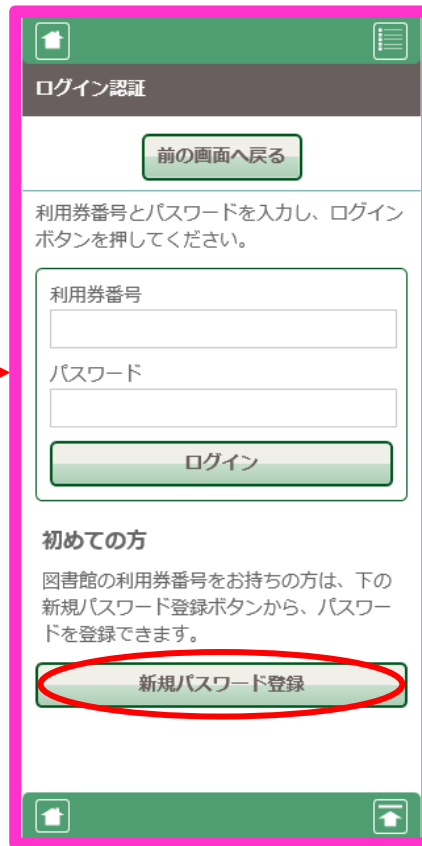 ログイン認証
前の画面へ戻る
利用券番号とパスワードを入力し、ログイン
ボタンを押してください。
利用券番号
パスワード
ログイン
初めての方
図書館の利用券番号をお持ちの方は、下の
新規パスワード登録ボタンから、パスワー
ドを登録できます。
新規パスワード登録